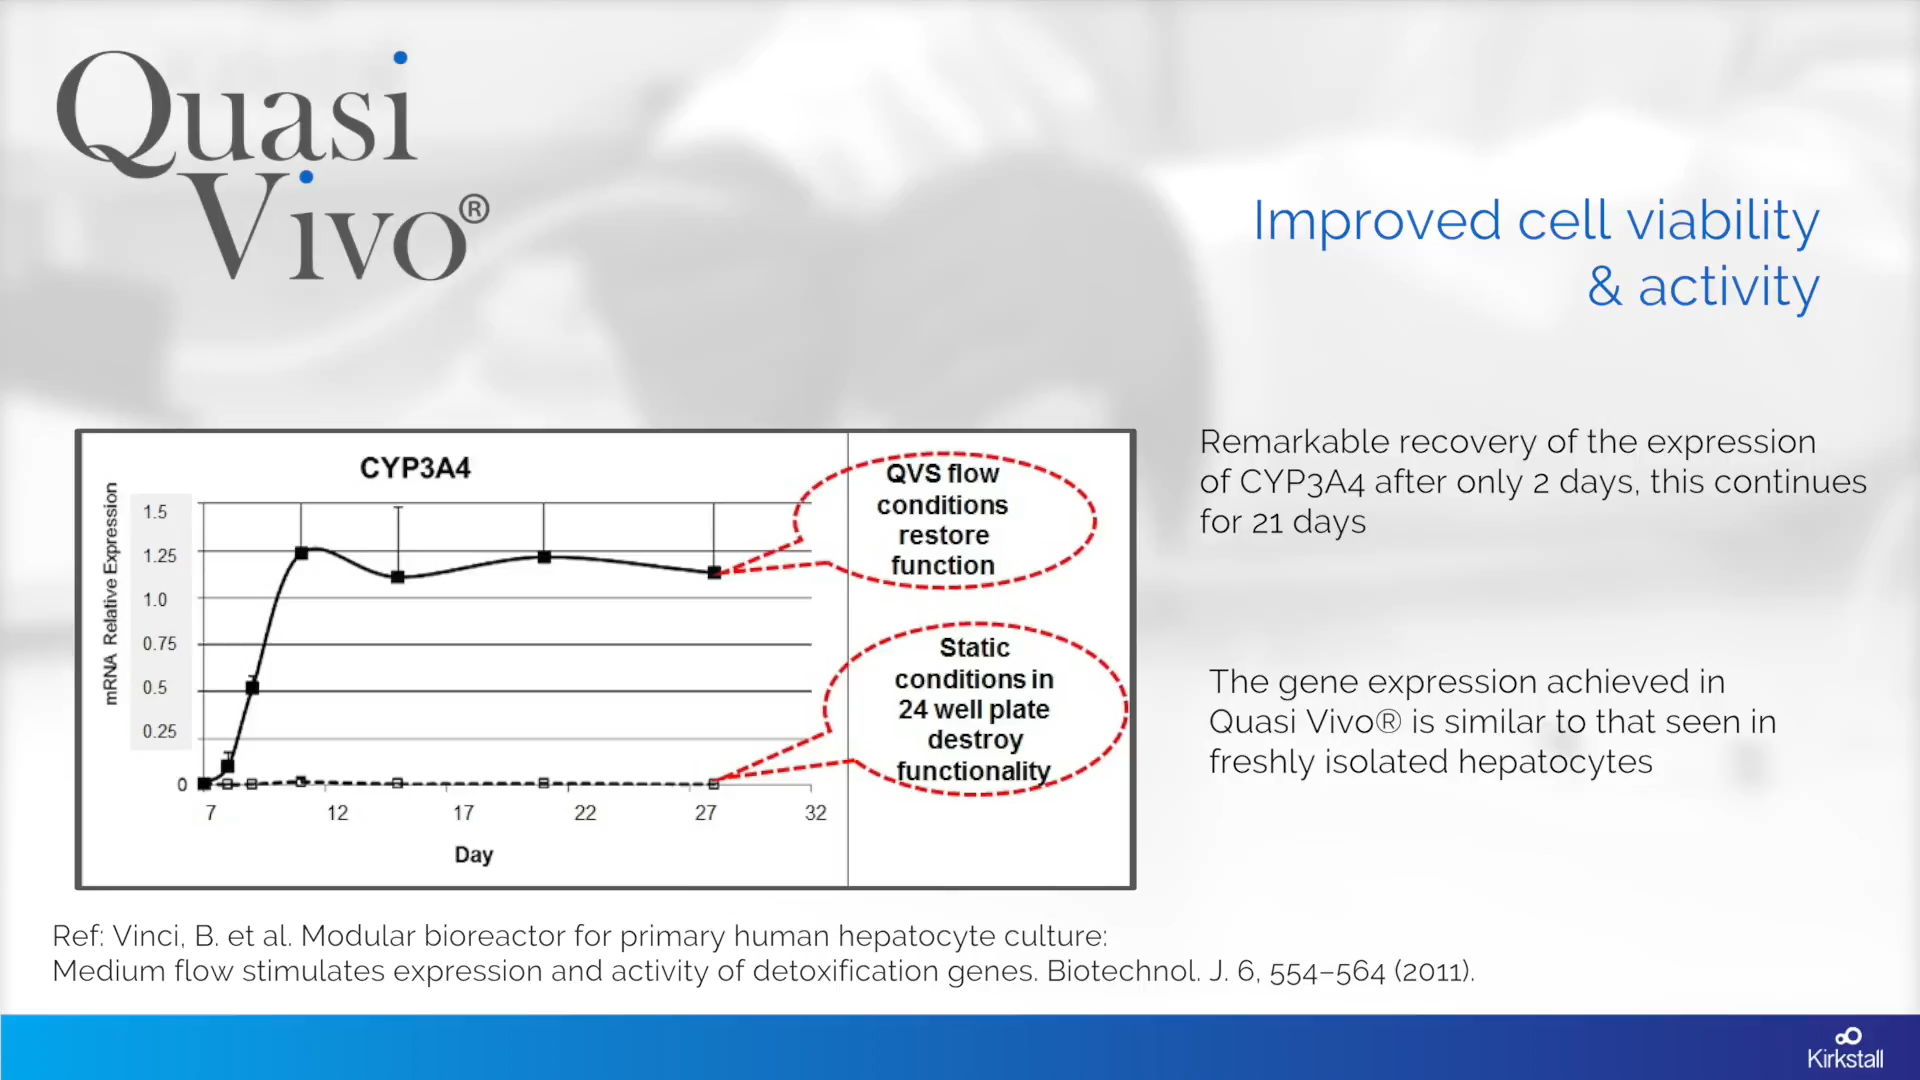 Quasi
Vivo®
Improved cell viability
& activity
CYP3A4
mRNA Relative Expression
1.5
1.25
1.0
0.75
0.5
0.25
0
7 12 17 22 27 32
Day
QVS flow
conditions
restore
function
Static
conditions in
24 well plate
destroy
functionality
Remarkable recovery of the expression
of CYP3A4 after only 2 days, this continues
for 21 days
The gene expression achieved in
Quasi Vivo® is similar to that seen in
freshly isolated hepatocytes
Ref: Vinci, B. et al. Modular bioreactor for primary human hepatocyte culture:
Medium flow stimulates expression and activity of detoxification genes. Biotechnol. J. 6, 554–564 (2011).
Kirkstall